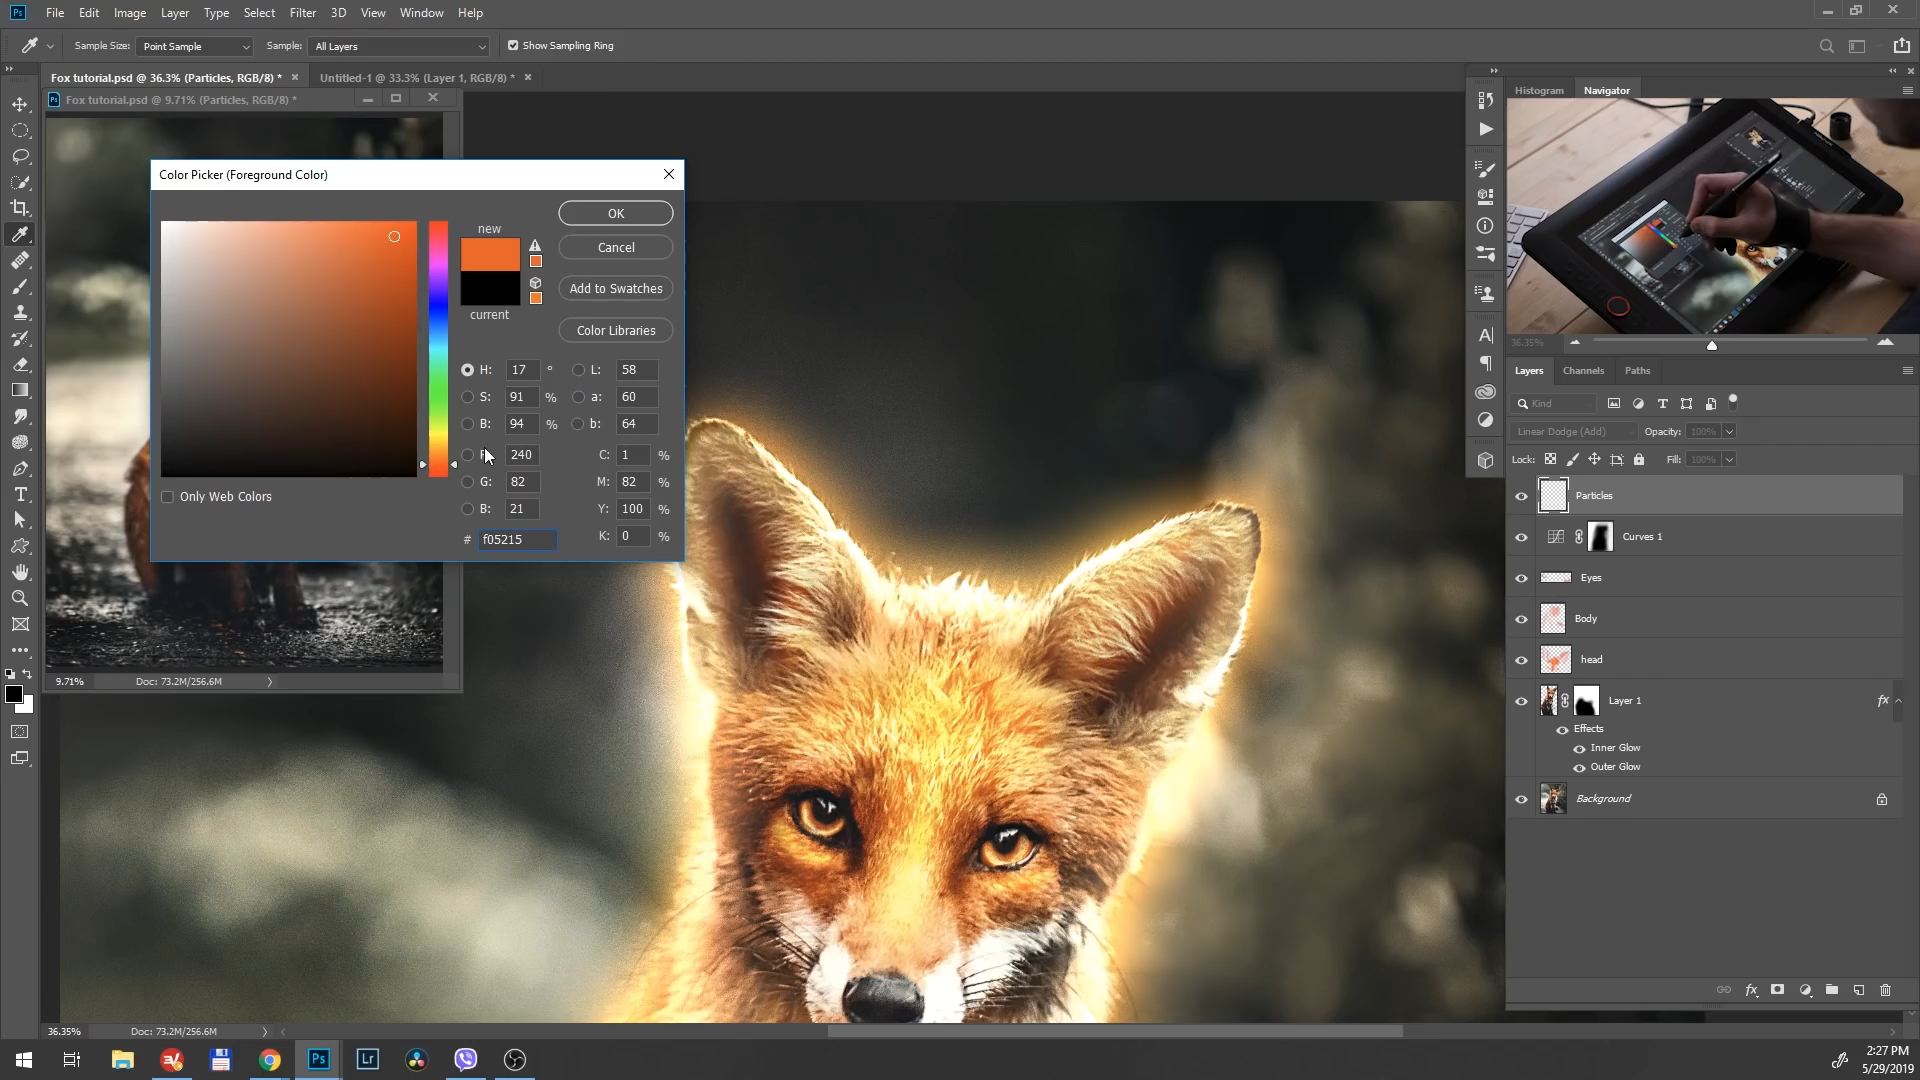 Ps File Edit Image Layer Type Select Filter 3D View Window Help
Sample Size: Point Sample Sample: All Layers Show Sampling Ring
Fox tutorial.psd @ 36.3% (Particles, RGB/8) * Untitled-1 @ 33.3% (Layer 1, RGB/8) *
Fox tutorial.psd @ 9.71% (Particles, RGB/8) *
Color Picker (Foreground Color)
new
current
OK
Cancel
Add to Swatches
Color Libraries
H: 17 ° L: 58
S: 91 % a: 60
B: 94 % b: 64
240 C: 1 %
G: 82 M: 82 %
B: 21 Y: 100 %
# f05215 K: 0 %
Only Web Colors
9.71% Doc: 73.2M/256.6M
36.35% Doc: 73.2M/256.6M
Histogram Navigator
36.35%
Layers Channels Paths
Kind
Linear Dodge (Add) Opacity: 100%
Lock: Fill: 100%
Particles
Curves 1
Eyes
Body
head
Layer 1 fx
Effects
Inner Glow
Outer Glow
Background
fx
Ps Lr
2:27 PM
5/29/2019